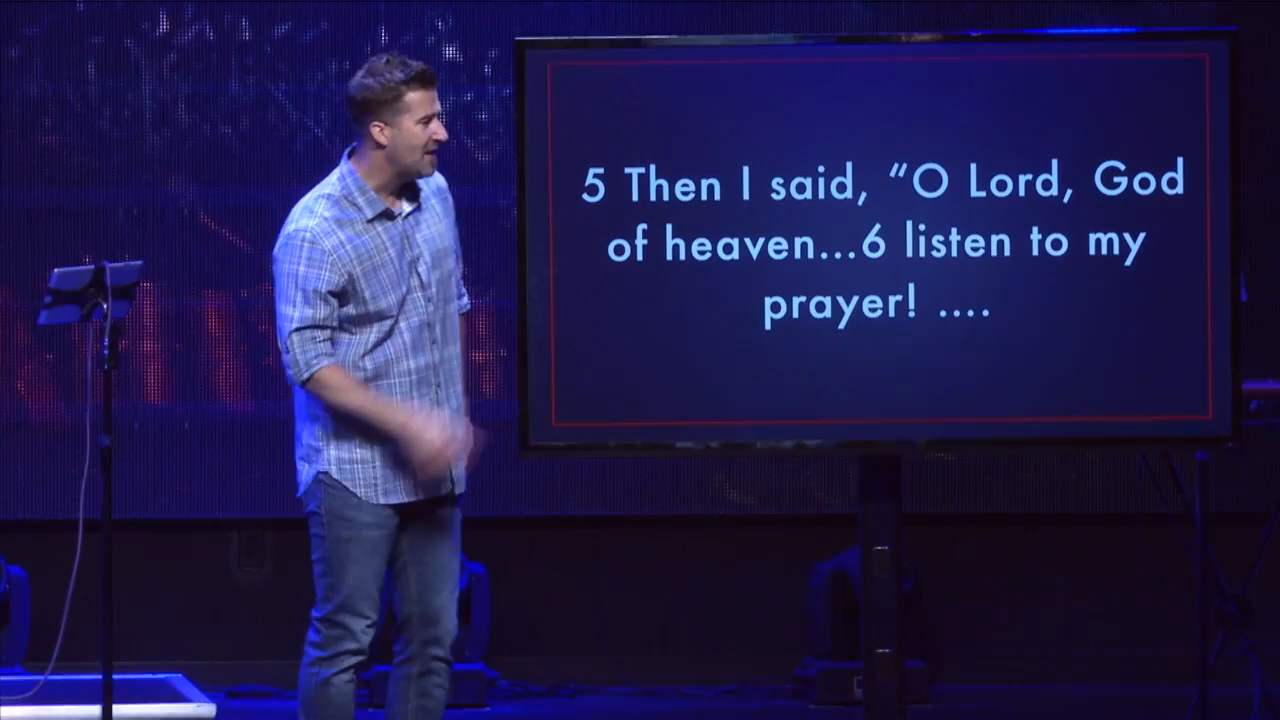 5 Then I said, “O Lord, God
of heaven...6 listen to my
prayer! ....